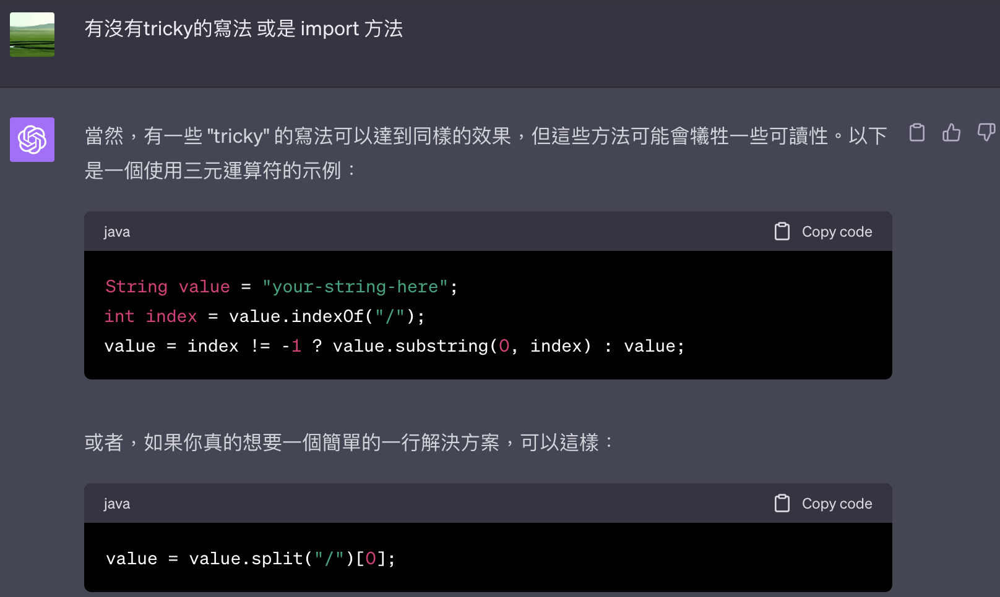 有沒有tricky的寫法 或是 import 方法
當然，有一些 "tricky" 的寫法可以達到同樣的效果，但這些方法可能會犧牲一些可讀性。以下
是一個使用三元運算符的示例：
java
Copy code
String value = "your-string-here";
int index = value.indexOf("/");
value = index != -1 ? value.substring(0, index) : value;
或者，如果你真的想要一個簡單的一行解決方案，可以這樣：
java
Copy code
value = value.split("/")[0];